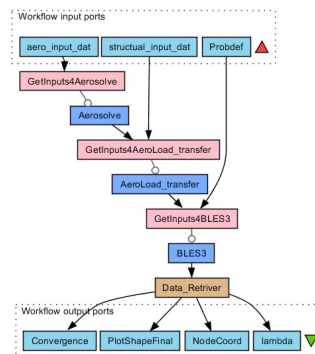 Workflow input ports
aero_input_dat structual_input_dat Probdef
GetInputs4Aerosolve
Aerosolve
GetInputs4AeroLoad_transfer
AeroLoad_transfer
GetInputs4BLES3
BLES3
Data_Retriver
Workflow output ports
Convergence PlotShapeFinal NodeCoord lambda